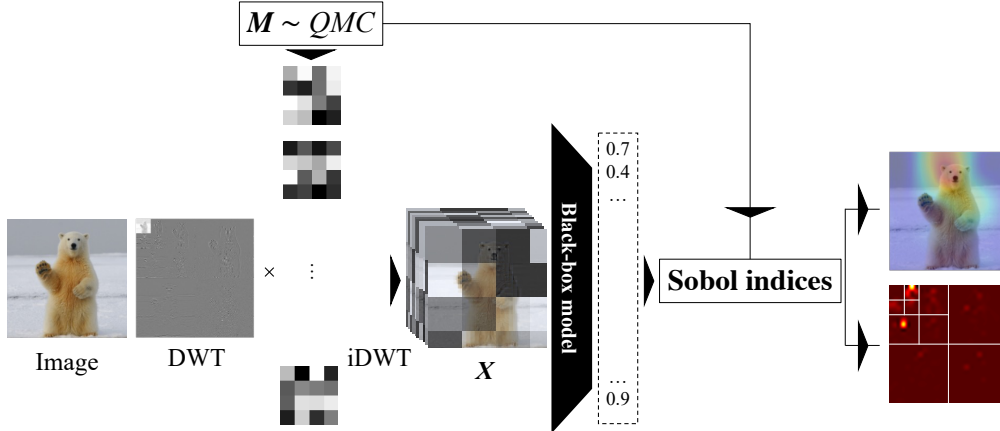 M ~ QMC
Image
DWT
×
⋮
iDWT
X
Black-box model
0.7
0.4
...
...
0.9
Sobol indices